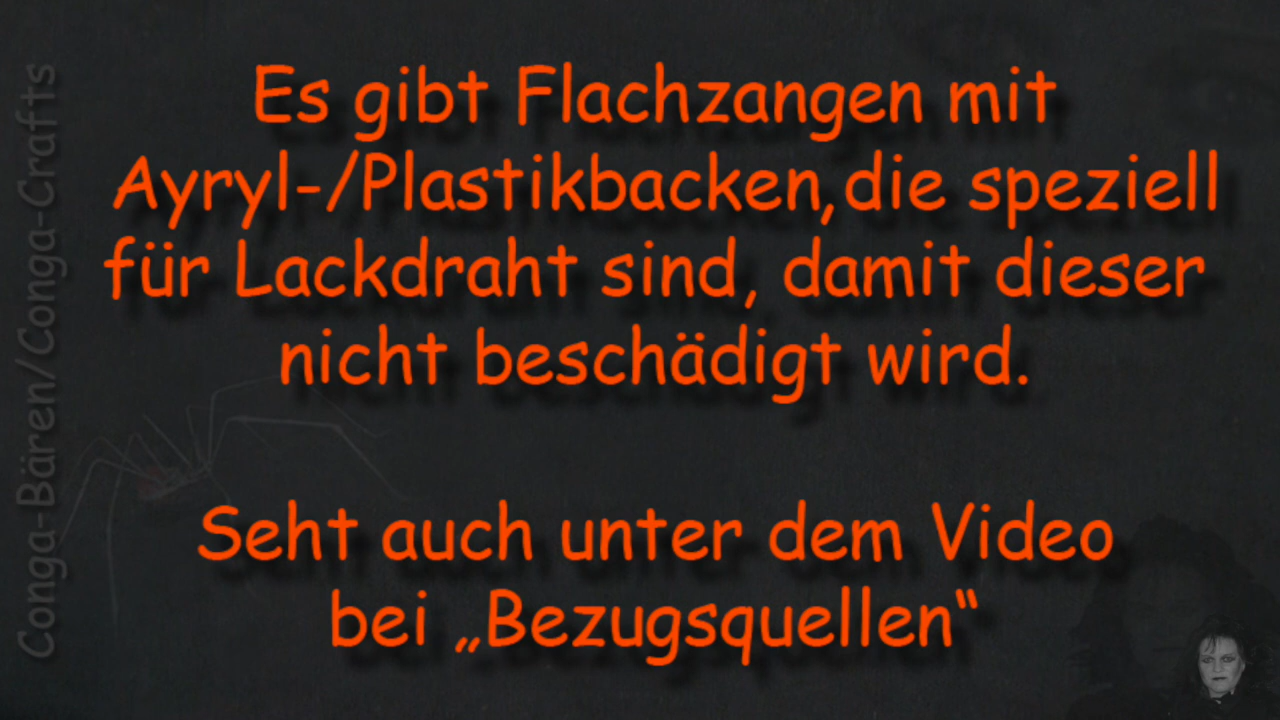 Es gibt Flachzangen mit
Ayryl-/Plastikbacken,die speziell
für Lackdraht sind, damit dieser
nicht beschädigt wird.
Seht auch unter dem Video
bei „Bezugsquellen“
Conga-Bären/Conga-Crafts